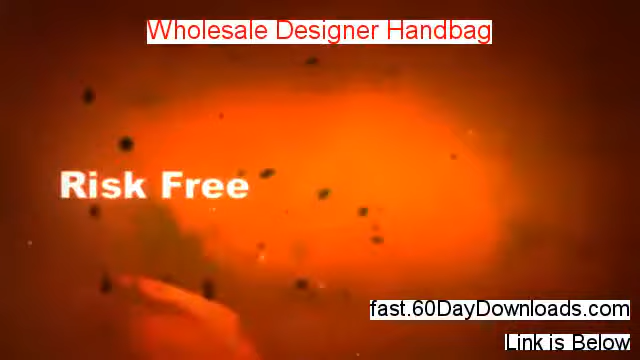 Wholesale Designer Handbag
Risk Free
fast.60DayDownloads.com
Link is Below